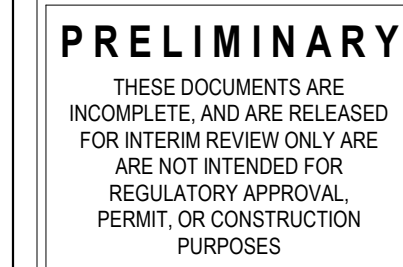 PRELIMINARY
THESE DOCUMENTS ARE
INCOMPLETE, AND ARE RELEASED
FOR INTERIM REVIEW ONLY ARE
ARE NOT INTENDED FOR
REGULATORY APPROVAL,
PERMIT, OR CONSTRUCTION
PURPOSES